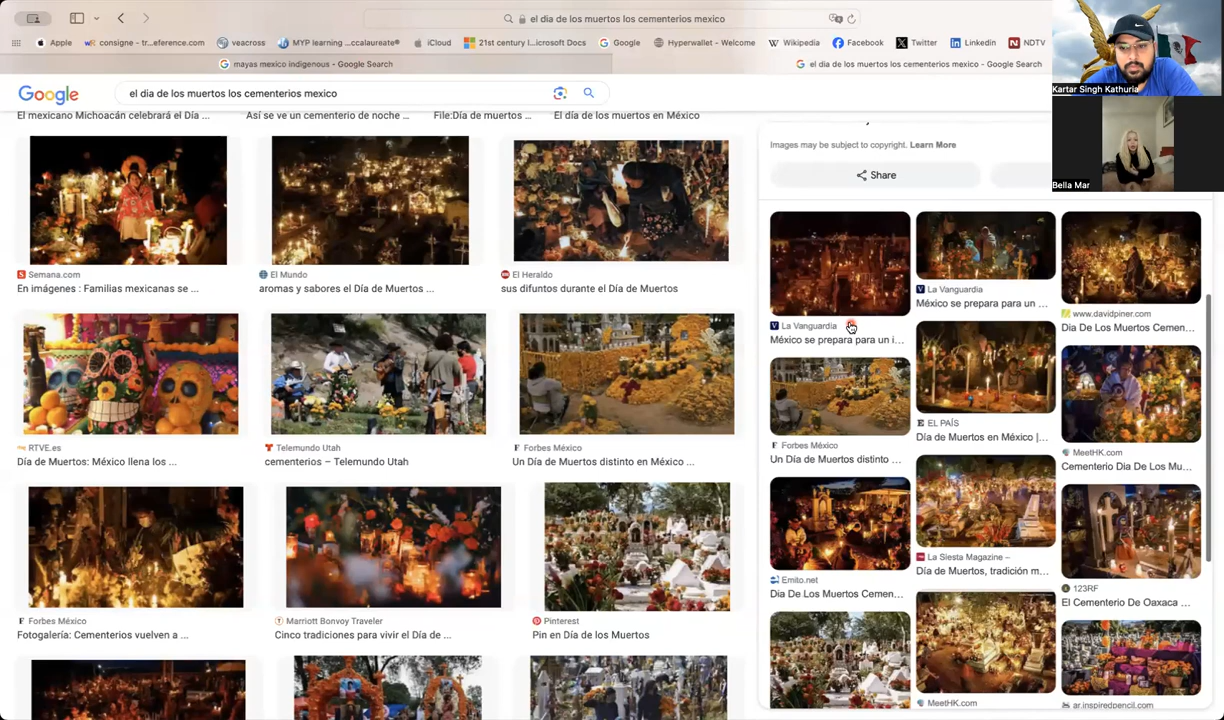 el dia de los muertos los cementerios mexico
Apple
consigne - tr...eference.com
veacross
MYP learning ...ccalaureate®
iCloud
21st century l...icrosoft Docs
Google
Hyperwallet - Welcome
Wikipedia
Facebook
Twitter
Linkedin
NDTV
mayas mexico indigenous - Google Search
el dia de los muertos los cementerios mexico - Google Search
Kartar Singh Kathuria
Google
el dia de los muertos los cementerios mexico
El mexicano Michoacán celebrará el Día ...
Así se ve un cementerio de noche ...
File:Día de muertos ...
El día de los muertos en México
Semana.com
En imágenes : Familias mexicanas se ...
El Mundo
aromas y sabores el Día de Muertos ...
El Heraldo
sus difuntos durante el Día de Muertos
RTVE.es
Día de Muertos: México llena los ...
Telemundo Utah
cementerios – Telemundo Utah
Forbes México
Un Día de Muertos distinto en México ...
Forbes México
Fotogalería: Cementerios vuelven a ...
Marriott Bonvoy Traveler
Cinco tradiciones para vivir el Día de ...
Pinterest
Pin en Día de los Muertos
Images may be subject to copyright. Learn More
Share
Bella Mar
La Vanguardia
México se prepara para un i...
La Vanguardia
México se prepara para un ...
www.davidpiner.com
Dia De Los Muertos Cemen...
Forbes México
Un Día de Muertos distinto ...
EL PAÍS
Día de Muertos en México |...
MeetHK.com
Cementerio Dia De Los Mu...
Emito.net
Dia De Los Muertos Cemen...
La Siesta Magazine –
Día de Muertos, tradición m...
123RF
El Cementerio De Oaxaca ...
MeetHK.com
ar.inspiredpencil.com